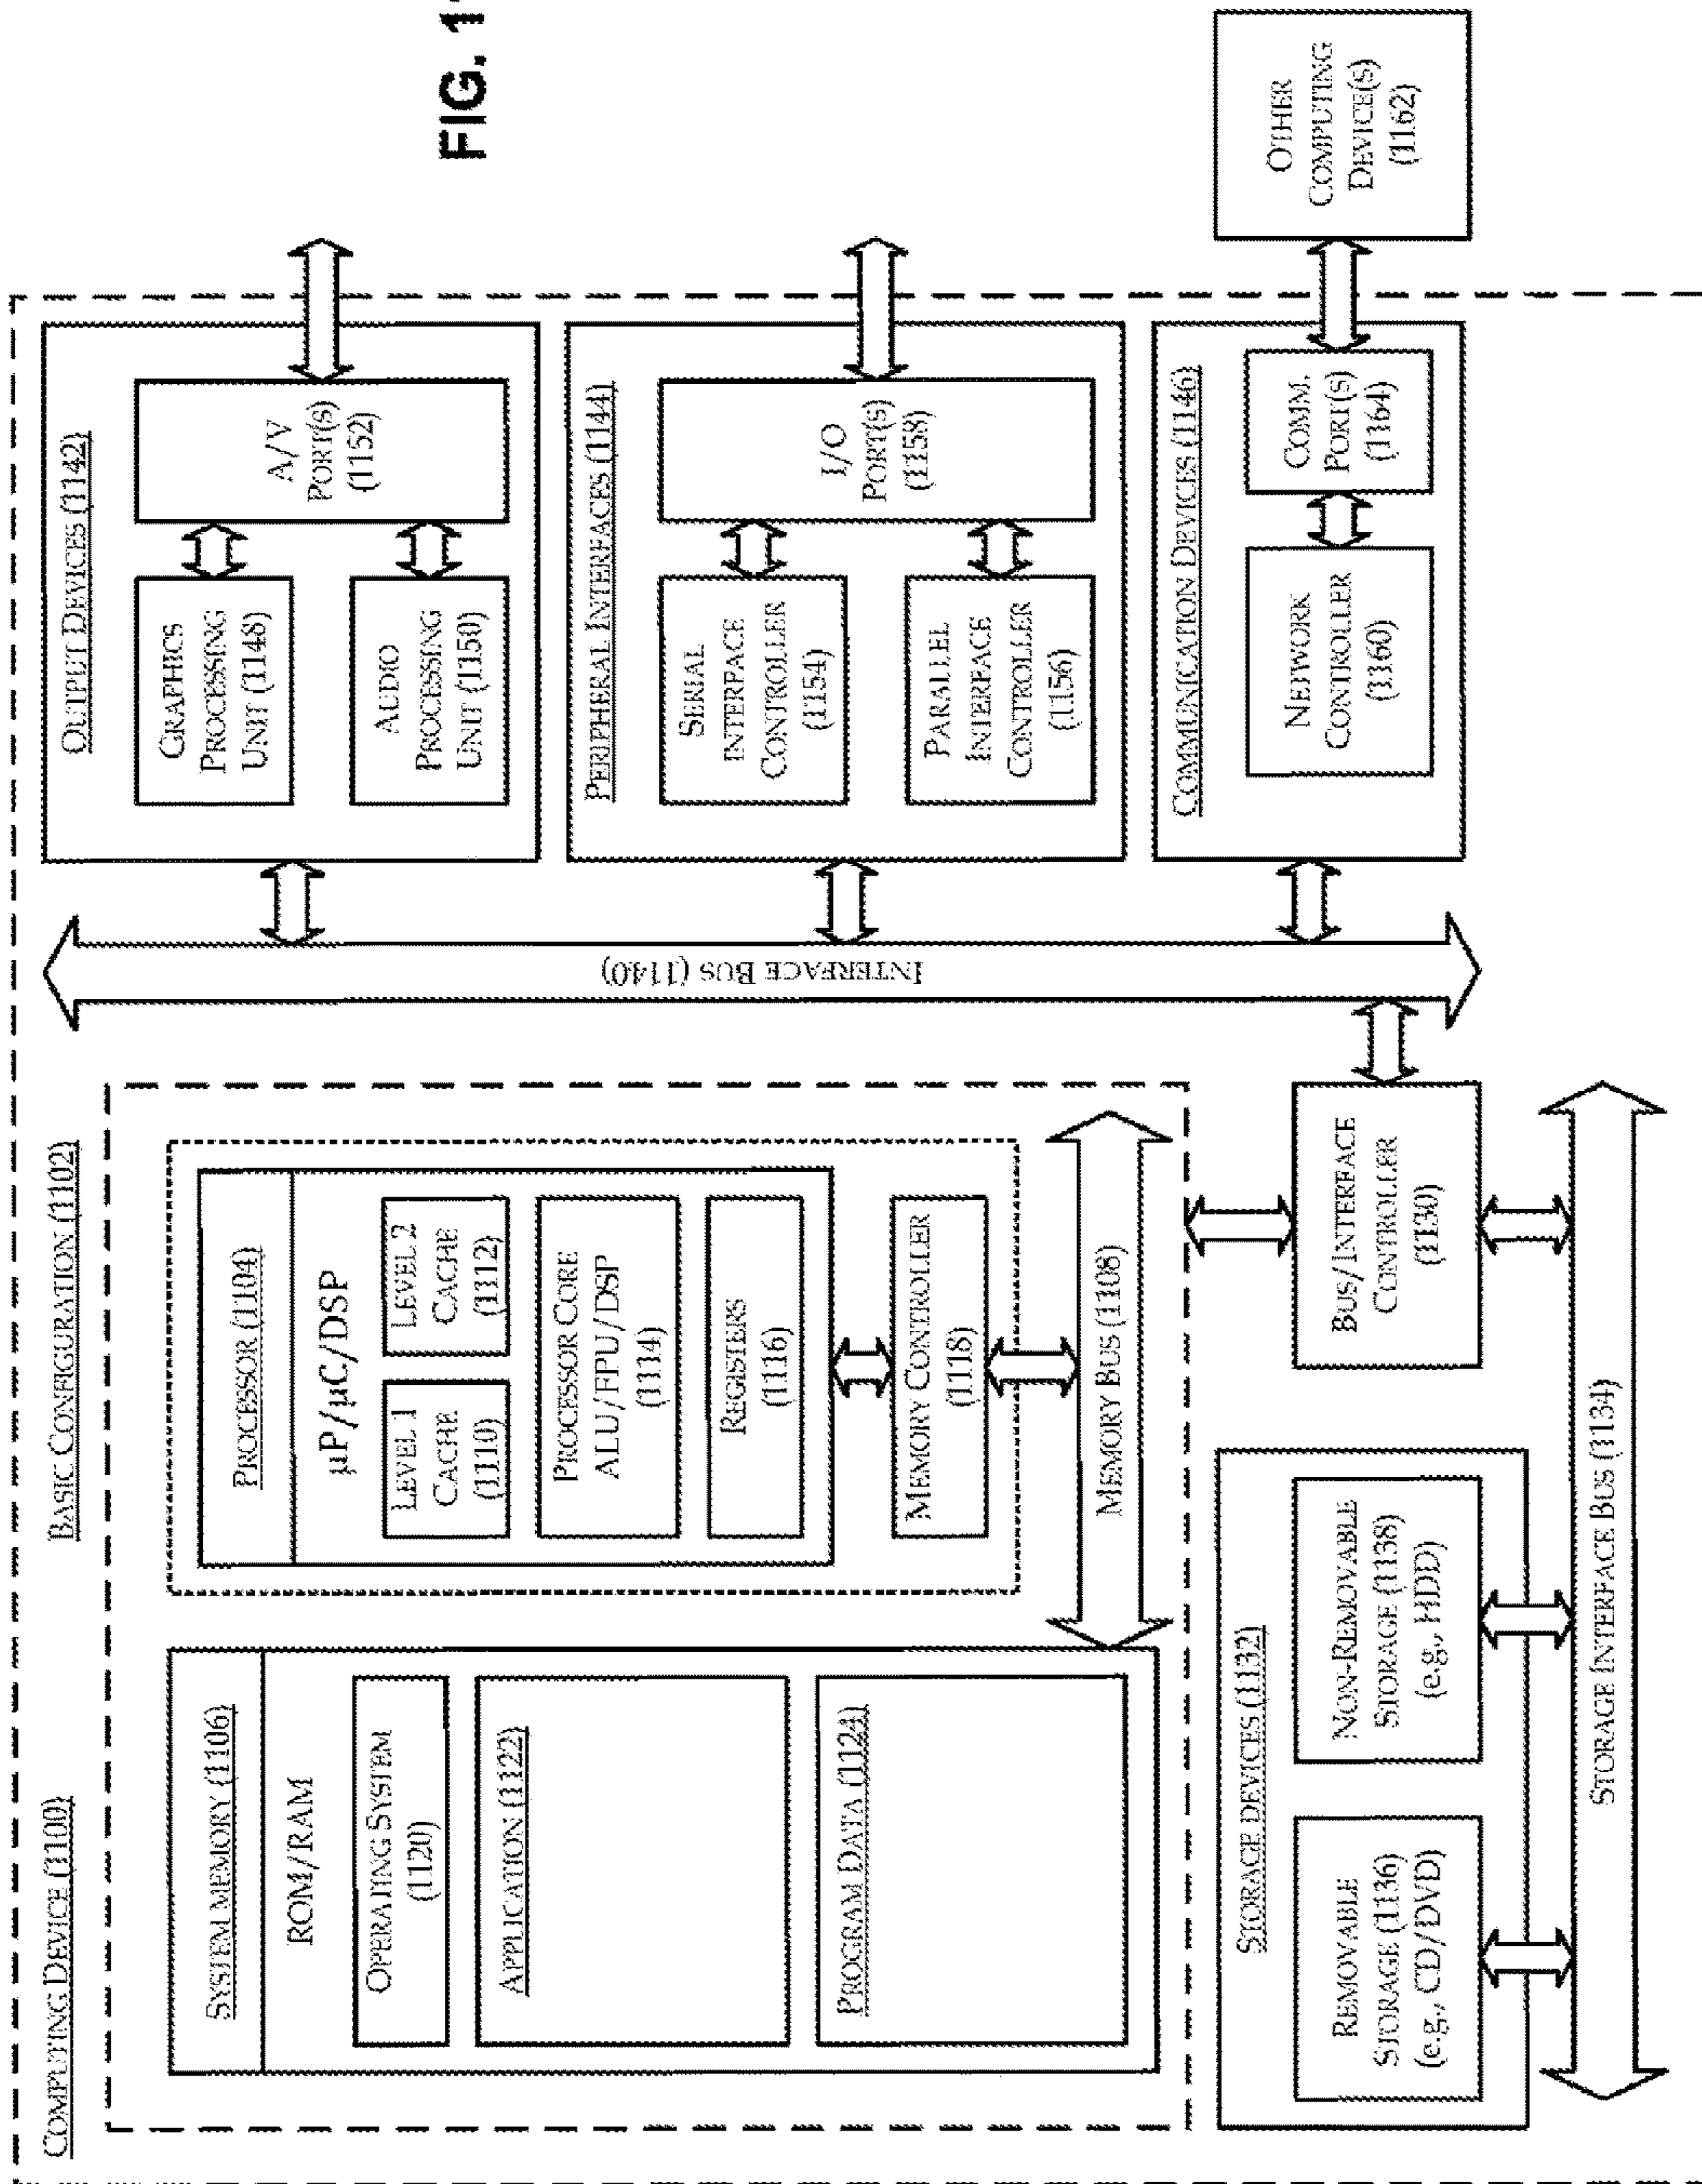 COMPUTING DEVICE (1100)
BASIC CONFIGURATION (1102)
SYSTEM MEMORY (1106)
ROM/RAM
OPERATING SYSTEM
(1120)
APPLICATION (1122)
PROGRAM DATA (1124)
PROCESSOR (1104)
µP/µC/DSP
LEVEL 1
CACHE
(1110)
LEVEL 2
CACHE
(1112)
PROCESSOR CORE
ALU/FPU/DSP
(1114)
REGISTERS
(1116)
MEMORY CONTROLLER
(1118)
MEMORY BUS (1108)
BUS/INTERFACE
CONTROLLER
(1130)
STORAGE DEVICES (1132)
REMOVABLE
STORAGE (1136)
(e.g., CD/DVD)
NON-REMOVABLE
STORAGE (1138)
(e.g., HDD)
STORAGE INTERFACE BUS (1134)
INTERFACE BUS (1140)
OUTPUT DEVICES (1142)
GRAPHICS
PROCESSING
UNIT (1148)
AUDIO
PROCESSING
UNIT (1150)
A/V
PORT(S)
(1152)
PERIPHERAL INTERFACES (1144)
SERIAL
INTERFACE
CONTROLLER
(1154)
PARALLEL
INTERFACE
CONTROLLER
(1156)
I/O
PORT(S)
(1158)
COMMUNICATION DEVICES (1146)
NETWORK
CONTROLLER
(1160)
COMM.
PORT(S)
(1164)
OTHER
COMPUTING
DEVICE(S)
(1162)
FIG. 1